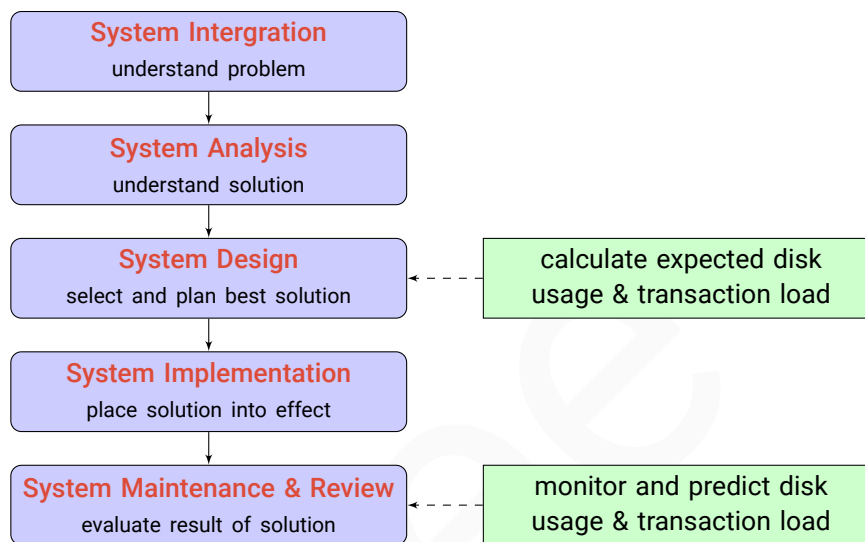 System Intergration
understand problem
System Analysis
understand solution
System Design
select and plan best solution
calculate expected disk
usage & transaction load
System Implementation
place solution into effect
System Maintenance & Review
evaluate result of solution
monitor and predict disk
usage & transaction load